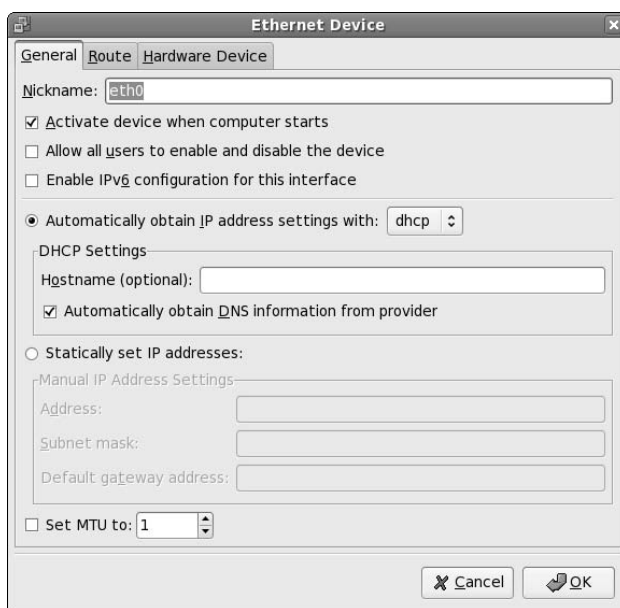 Ethernet Device
General Route Hardware Device
Nickname: eth0
Activate device when computer starts
Allow all users to enable and disable the device
Enable IPv6 configuration for this interface
Automatically obtain IP address settings with: dhcp
DHCP Settings
Hostname (optional):
Automatically obtain DNS information from provider
Statically set IP addresses:
Manual IP Address Settings
Address:
Subnet mask:
Default gateway address:
Set MTU to: 1
Cancel OK